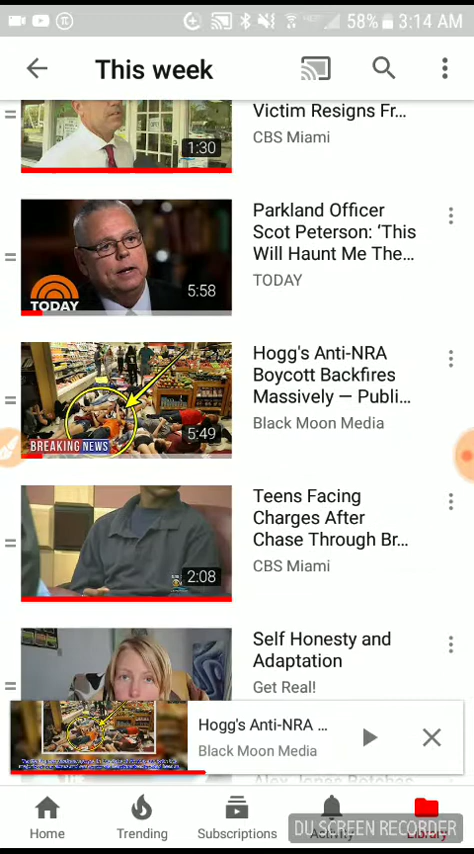 58% 3:14 AM
This week
Victim Resigns Fr...
CBS Miami
1:30
Parkland Officer
Scot Peterson: ‘This
Will Haunt Me The...
TODAY
5:58
TODAY
Hogg's Anti-NRA
Boycott Backfires
Massively — Publi...
Black Moon Media
5:49
BREAKING NEWS
Teens Facing
Charges After
Chase Through Br...
CBS Miami
2:08
Self Honesty and
Adaptation
Get Real!
Hogg's Anti-NRA ...
Black Moon Media
Home
Trending
Subscriptions
Activity
Library
DU SCREEN RECORDER